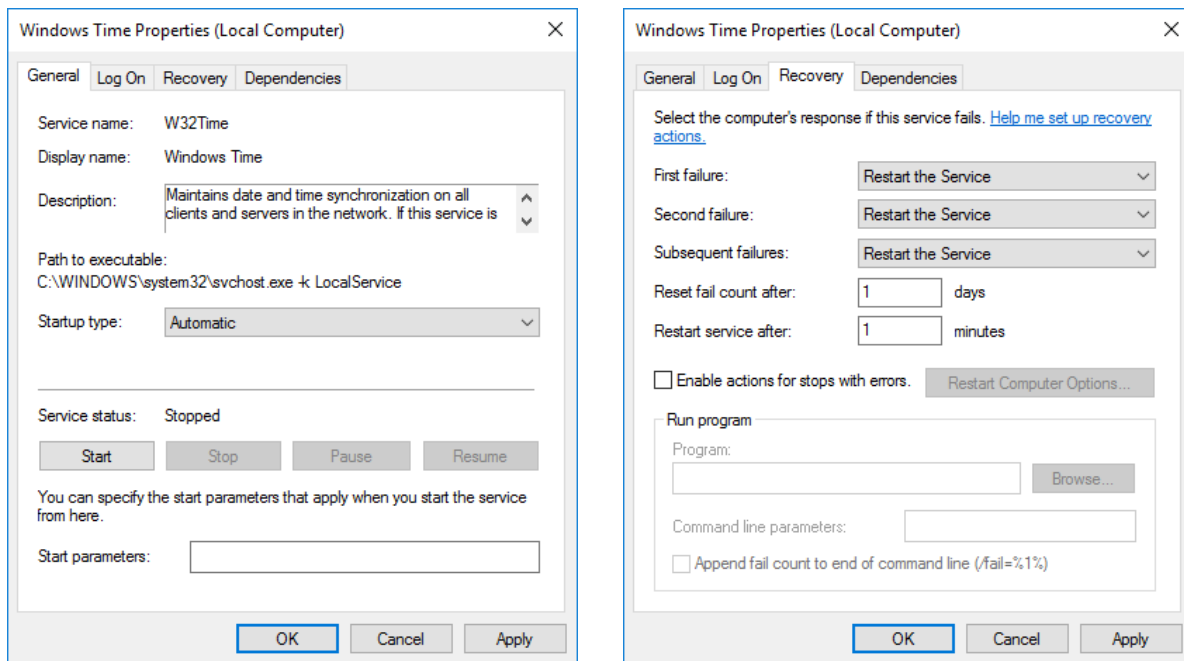 Windows Time Properties (Local Computer)
General Log On Recovery Dependencies
Service name: W32Time
Display name: Windows Time
Description: Maintains date and time synchronization on all
clients and servers in the network. If this service is
Path to executable:
C:\WINDOWS\system32\svchost.exe -k LocalService
Startup type: Automatic
Service status: Stopped
Start Stop Pause Resume
You can specify the start parameters that apply when you start the service
from here.
Start parameters:
OK Cancel Apply
Windows Time Properties (Local Computer)
General Log On Recovery Dependencies
Select the computer's response if this service fails. Help me set up recovery
actions.
First failure: Restart the Service
Second failure: Restart the Service
Subsequent failures: Restart the Service
Reset fail count after: 1 days
Restart service after: 1 minutes
Enable actions for stops with errors. Restart Computer Options...
Run program
Program:
Browse...
Command line parameters:
Append fail count to end of command line (/fail=%1%)
OK Cancel Apply